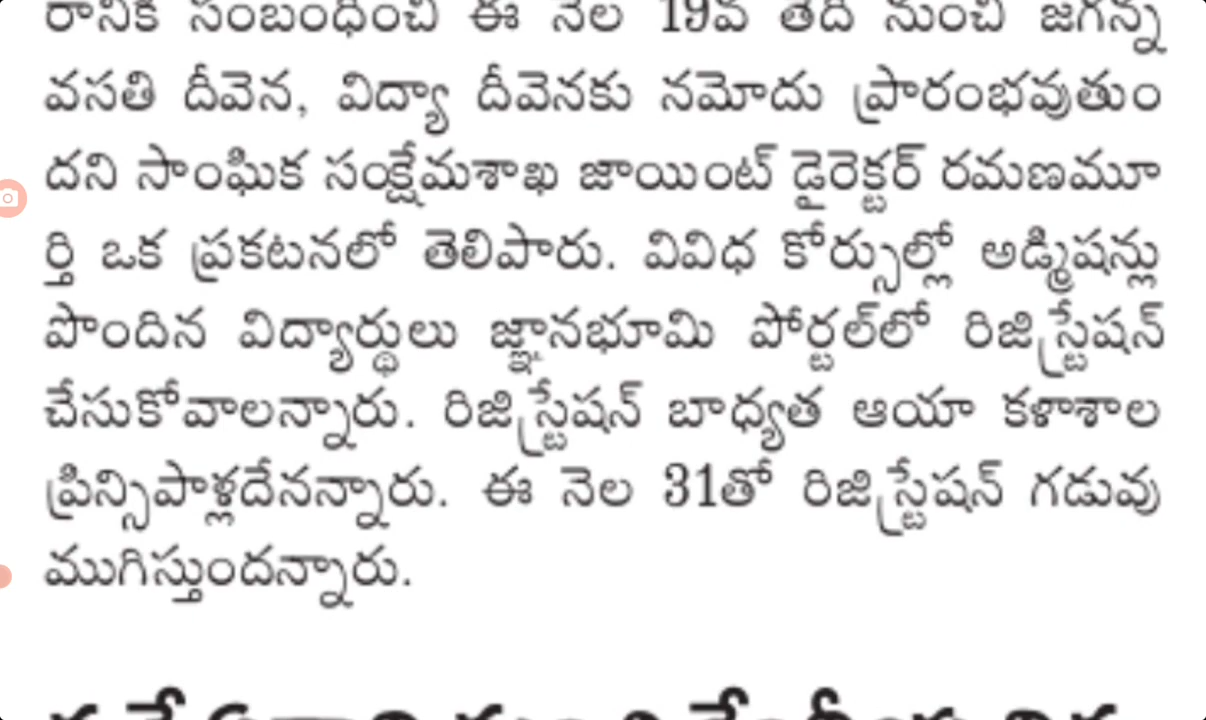 రానికి సంబంధించి ఈ నెల 19వ తేదీ నుంచి జగనన్న
వసతి దీవెన, విద్యా దీవెనకు నమోదు ప్రారంభవుతుం
దని సాంఘిక సంక్షేమశాఖ జాయింట్ డైరెక్టర్ రమణమూ
ర్తి ఒక ప్రకటనలో తెలిపారు. వివిధ కోర్సుల్లో అడ్మిషన్లు
పొందిన విద్యార్థులు జ్ఞానభూమి పోర్టల్‌లో రిజిస్ట్రేషన్
చేసుకోవాలన్నారు. రిజిస్ట్రేషన్ బాధ్యత ఆయా కళాశాల
ప్రిన్సిపాళ్లదేనన్నారు. ఈ నెల 31తో రిజిస్ట్రేషన్ గడువు
ముగిస్తుందన్నారు.